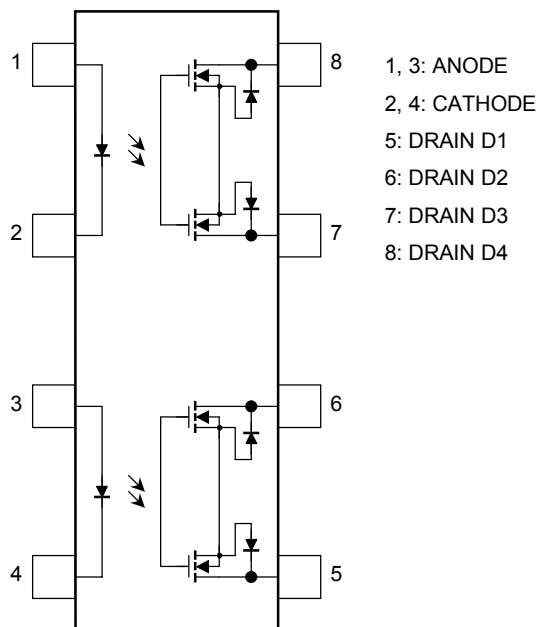 1
2
3
4
8
7
6
5
1, 3: ANODE
2, 4: CATHODE
5: DRAIN D1
6: DRAIN D2
7: DRAIN D3
8: DRAIN D4